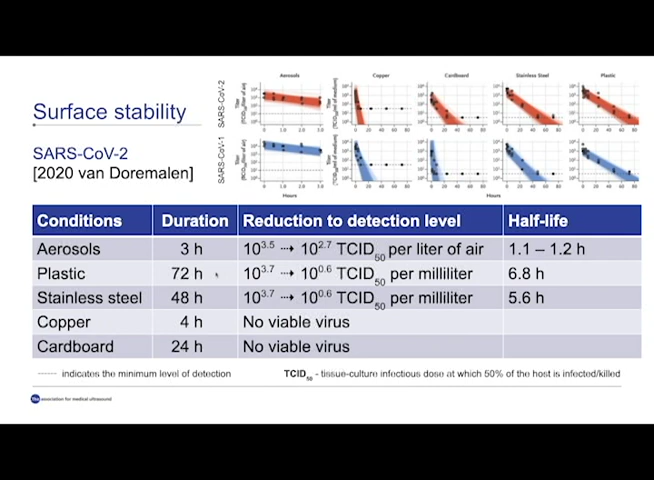 Aerosols Copper Cardboard Stainless Steel Plastic
SARS-CoV-2
SARS-CoV-1
Hours Hours
Surface stability
SARS-CoV-2
[2020 van Doremalen]
Conditions Duration Reduction to detection level Half-life
Aerosols 3 h 10^3.5 ⇢ 10^2.7 TCID50 per liter of air 1.1 – 1.2 h
Plastic 72 h 10^3.7 ⇢ 10^0.6 TCID50 per milliliter 6.8 h
Stainless steel 48 h 10^3.7 ⇢ 10^0.6 TCID50 per milliliter 5.6 h
Copper 4 h No viable virus
Cardboard 24 h No viable virus
indicates the minimum level of detection TCID50 - tissue-culture infectious dose at which 50% of the host is infected/killed
association for medical ultrasound